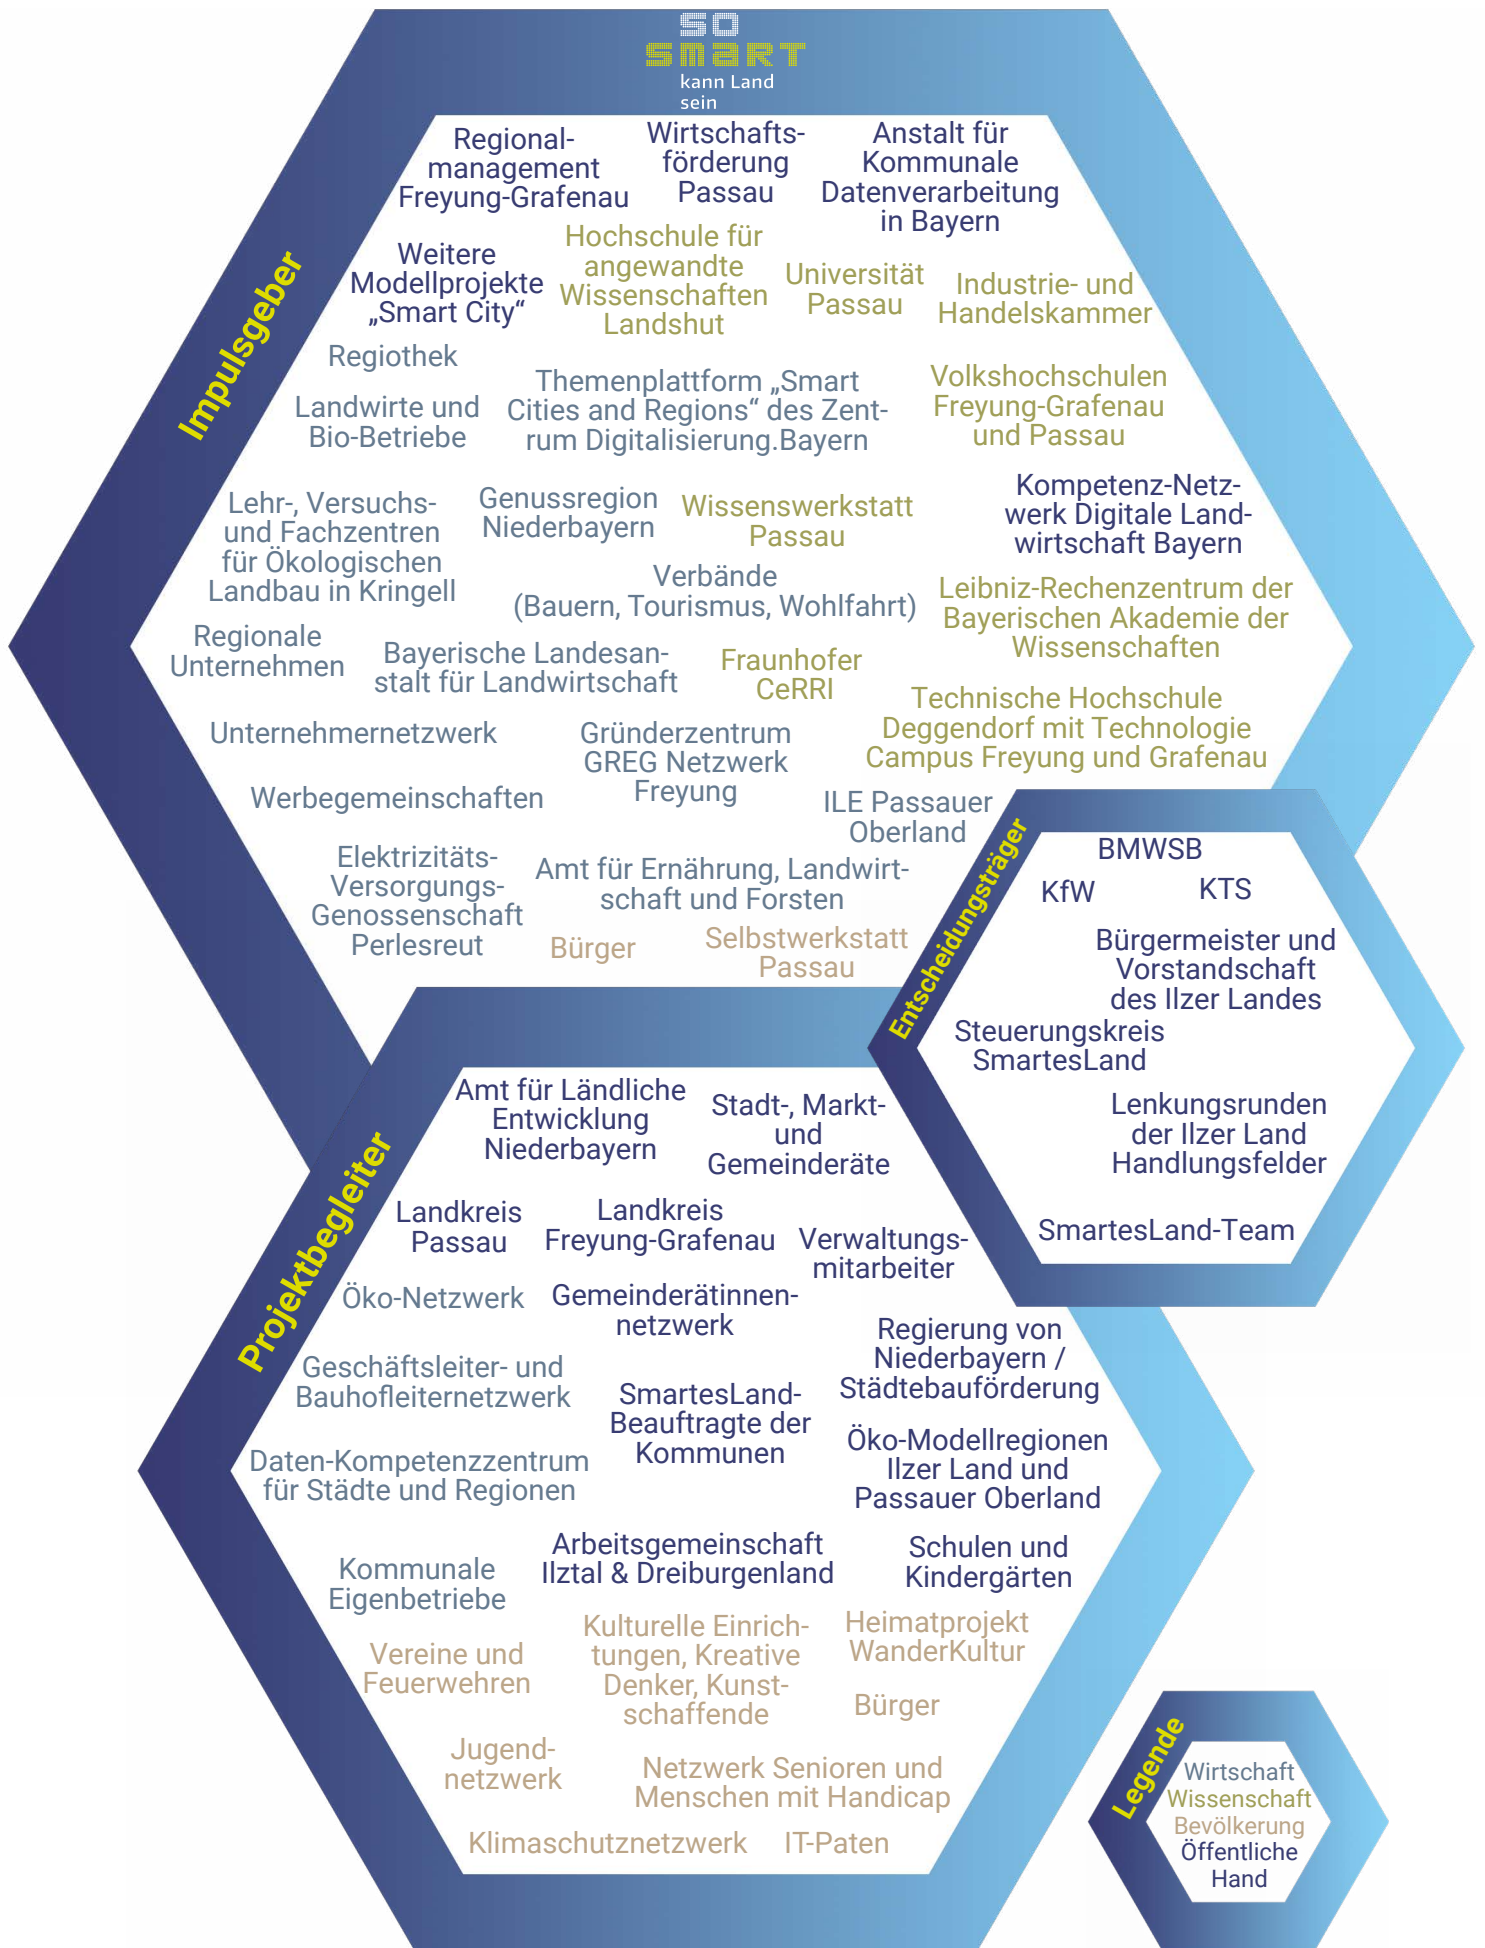 so
smart
kann Land
sein
Impulsgeber
Regional-
management
Freyung-Grafenau
Wirtschafts-
förderung
Passau
Anstalt für
Kommunale
Datenverarbeitung
in Bayern
Weitere
Modellprojekte
„Smart City“
Hochschule für
angewandte
Wissenschaften
Landshut
Universität
Passau
Industrie- und
Handelskammer
Regiothek
Landwirte und
Bio-Betriebe
Themenplattform „Smart
Cities and Regions“ des Zent-
rum Digitalisierung.Bayern
Volkshochschulen
Freyung-Grafenau
und Passau
Lehr-, Versuchs-
und Fachzentren
für Ökologischen
Landbau in Kringell
Genussregion
Niederbayern
Wissenswerkstatt
Passau
Kompetenz-Netz-
werk Digitale Land-
wirtschaft Bayern
Verbände
(Bauern, Tourismus, Wohlfahrt)
Leibniz-Rechenzentrum der
Bayerischen Akademie der
Wissenschaften
Regionale
Unternehmen
Bayerische Landesan-
stalt für Landwirtschaft
Fraunhofer
CeRRI
Technische Hochschule
Deggendorf mit Technologie
Campus Freyung und Grafenau
Unternehmernetzwerk
Gründerzentrum
GREG Netzwerk
Freyung
Werbegemeinschaften
ILE Passauer
Oberland
Elektrizitäts-
Versorgungs-
Genossenschaft
Perlesreut
Amt für Ernährung, Landwirt-
schaft und Forsten
Bürger
Selbstwerkstatt
Passau
Entscheidungsträger
BMWSB
KfW
KTS
Bürgermeister und
Vorstandschaft
des Ilzer Landes
Steuerungskreis
SmartesLand
Lenkungsrunden
der Ilzer Land
Handlungsfelder
SmartesLand-Team
Projektbegleiter
Amt für Ländliche
Entwicklung
Niederbayern
Stadt-, Markt-
und
Gemeinderäte
Landkreis
Passau
Landkreis
Freyung-Grafenau
Verwaltungs-
mitarbeiter
Öko-Netzwerk
Gemeinderätinnen-
netzwerk
Regierung von
Niederbayern /
Städtebauförderung
Geschäftsleiter- und
Bauhofleiternetzwerk
SmartesLand-
Beauftragte der
Kommunen
Öko-Modellregionen
Ilzer Land und
Passauer Oberland
Daten-Kompetenzzentrum
für Städte und Regionen
Arbeitsgemeinschaft
Ilztal & Dreiburgenland
Schulen und
Kindergärten
Kommunale
Eigenbetriebe
Kulturelle Einrich-
tungen, Kreative
Denker, Kunst-
schaffende
Heimatprojekt
WanderKultur
Vereine und
Feuerwehren
Bürger
Jugend-
netzwerk
Netzwerk Senioren und
Menschen mit Handicap
Klimaschutznetzwerk
IT-Paten
Legende
Wirtschaft
Wissenschaft
Bevölkerung
Öffentliche
Hand